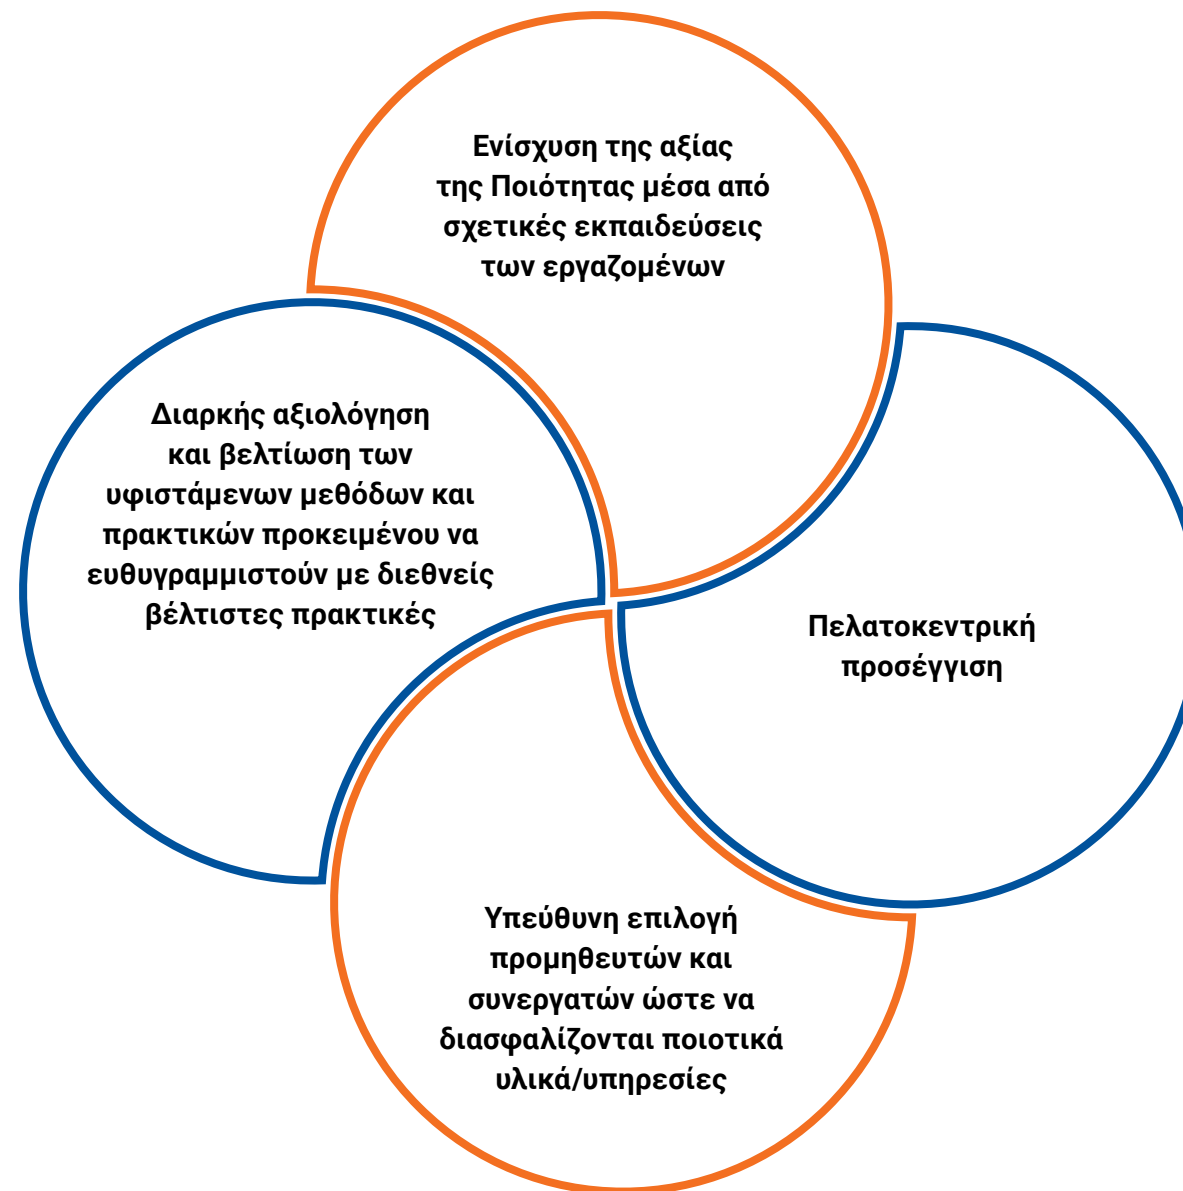 Ενίσχυση της αξίας
της Ποιότητας μέσα από
σχετικές εκπαιδεύσεις
των εργαζομένων
Διαρκής αξιολόγηση
και βελτίωση των
υφιστάμενων μεθόδων και
πρακτικών προκειμένου να
ευθυγραμμιστούν με διεθνείς
βέλτιστες πρακτικές
Πελατοκεντρική
προσέγγιση
Υπεύθυνη επιλογή
προμηθευτών και
συνεργατών ώστε να
διασφαλίζονται ποιοτικά
υλικά/υπηρεσίες